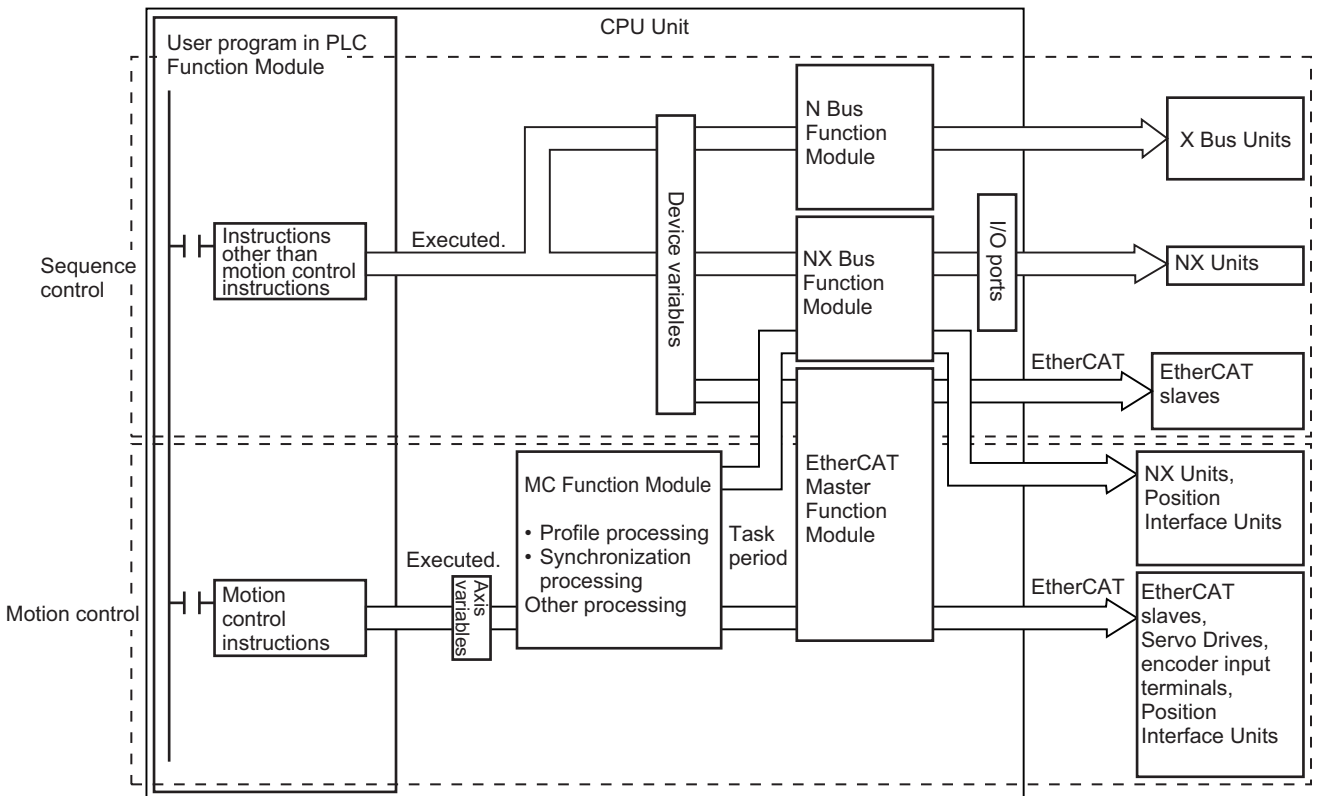 CPU Unit
User program in PLC
Function Module
N Bus
Function
Module
X Bus Units
Device variables
Instructions
other than
motion control
instructions
Executed.
NX Bus
Function
Module
I/O ports
NX Units
Sequence
control
EtherCAT
EtherCAT
slaves
MC Function Module
• Profile processing
• Synchronization
processing
Other processing
Task
period
EtherCAT
Master
Function
Module
NX Units,
Position
Interface Units
Executed.
Axis
variables
Motion control
Motion
control
instructions
EtherCAT
EtherCAT
slaves,
Servo Drives,
encoder input
terminals,
Position
Interface Units